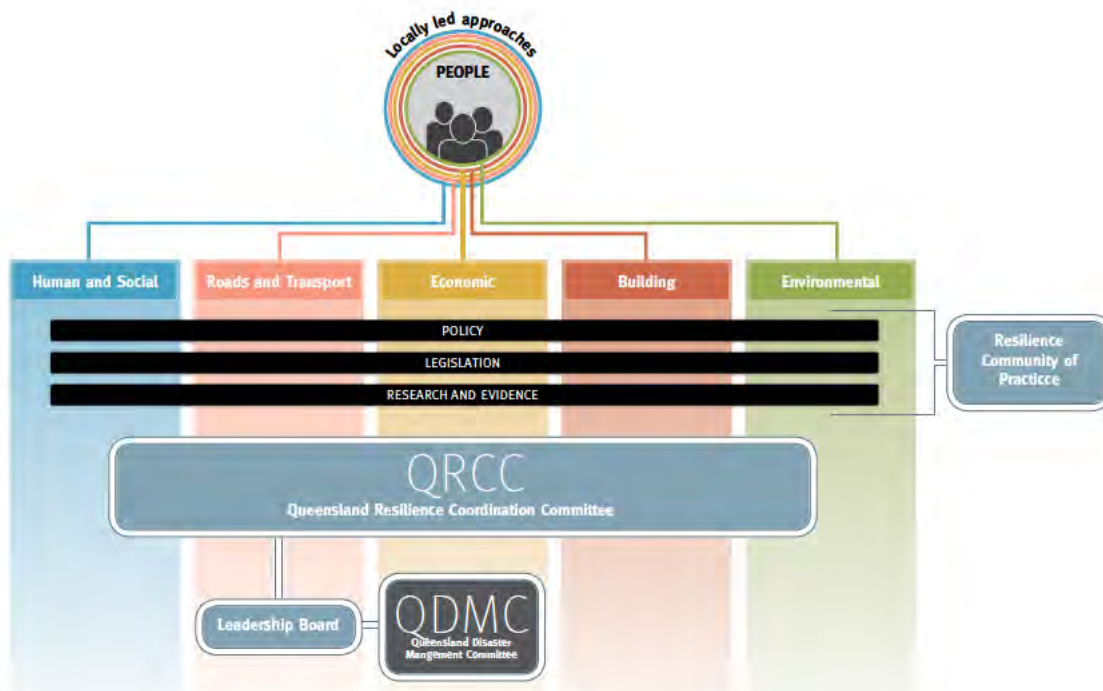 Locally led approaches
PEOPLE
Human and Social
Roads and Transport
Economic
Building
Environmental
POLICY
LEGISLATION
RESEARCH AND EVIDENCE
Resilience
Community of
Practicce
QRCC
Queensland Resilience Coordination Committee
Leadership Board
QDMC
Queensland Disaster
Mangement Committee